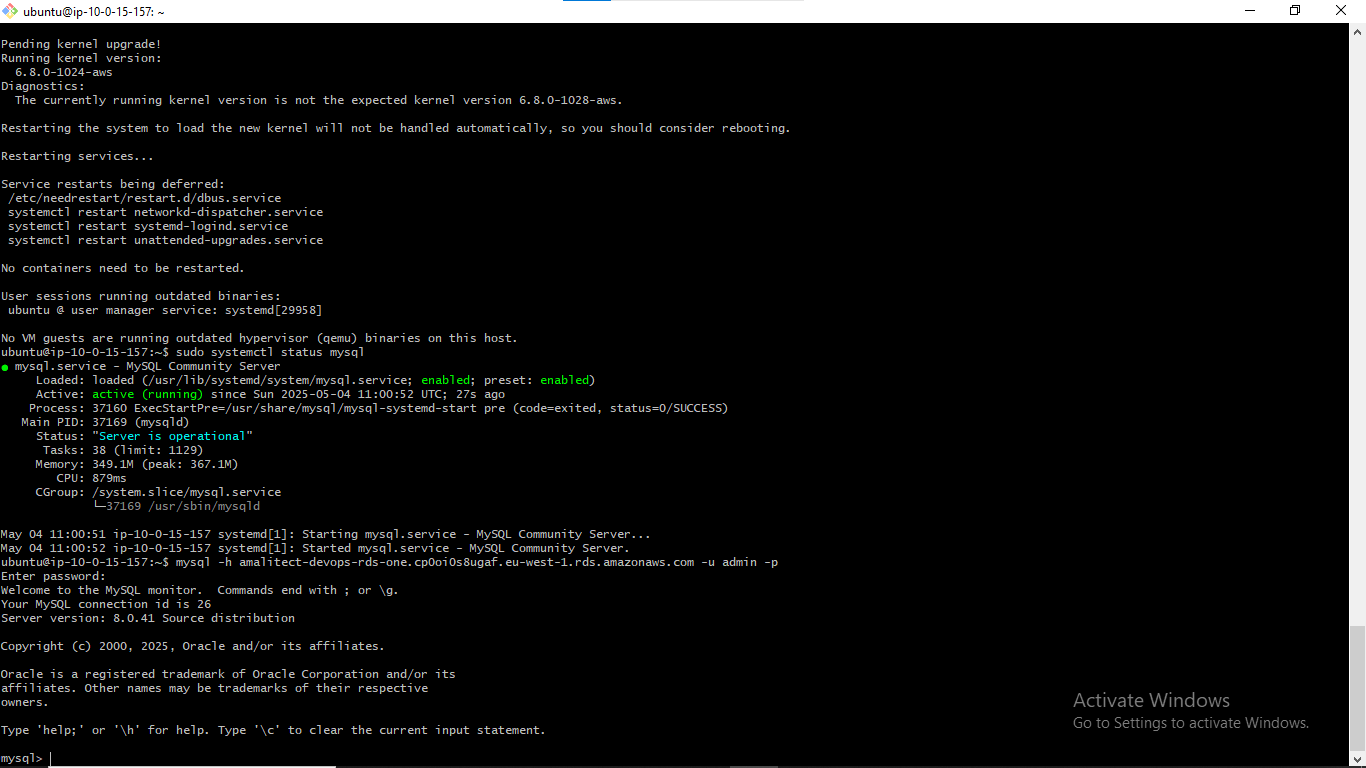 ubuntu@ip-10-0-15-157: ~
Pending kernel upgrade!
Running kernel version:
  6.8.0-1024-aws
Diagnostics:
  The currently running kernel version is not the expected kernel version 6.8.0-1028-aws.
Restarting the system to load the new kernel will not be handled automatically, so you should consider rebooting.
Restarting services...
Service restarts being deferred:
 /etc/needrestart/restart.d/dbus.service
 systemctl restart networkd-dispatcher.service
 systemctl restart systemd-logind.service
 systemctl restart unattended-upgrades.service
No containers need to be restarted.
User sessions running outdated binaries:
 ubuntu @ user manager service: systemd[29958]
No VM guests are running outdated hypervisor (qemu) binaries on this host.
ubuntu@ip-10-0-15-157:~$ sudo systemctl status mysql
● mysql.service - MySQL Community Server
     Loaded: loaded (/usr/lib/systemd/system/mysql.service; enabled; preset: enabled)
     Active: active (running) since Sun 2025-05-04 11:00:52 UTC; 27s ago
    Process: 37160 ExecStartPre=/usr/share/mysql/mysql-systemd-start pre (code=exited, status=0/SUCCESS)
   Main PID: 37169 (mysqld)
     Status: "Server is operational"
      Tasks: 38 (limit: 1129)
     Memory: 349.1M (peak: 367.1M)
        CPU: 879ms
     CGroup: /system.slice/mysql.service
             └─37169 /usr/sbin/mysqld
May 04 11:00:51 ip-10-0-15-157 systemd[1]: Starting mysql.service - MySQL Community Server...
May 04 11:00:52 ip-10-0-15-157 systemd[1]: Started mysql.service - MySQL Community Server.
ubuntu@ip-10-0-15-157:~$ mysql -h amalitect-devops-rds-one.cp0oi0s8ugaf.eu-west-1.rds.amazonaws.com -u admin -p
Enter password:
Welcome to the MySQL monitor.  Commands end with ; or \g.
Your MySQL connection id is 26
Server version: 8.0.41 Source distribution
Copyright (c) 2000, 2025, Oracle and/or its affiliates.
Oracle is a registered trademark of Oracle Corporation and/or its
affiliates. Other names may be trademarks of their respective
owners.
Type 'help;' or '\h' for help. Type '\c' to clear the current input statement.
mysql>
Activate Windows
Go to Settings to activate Windows.